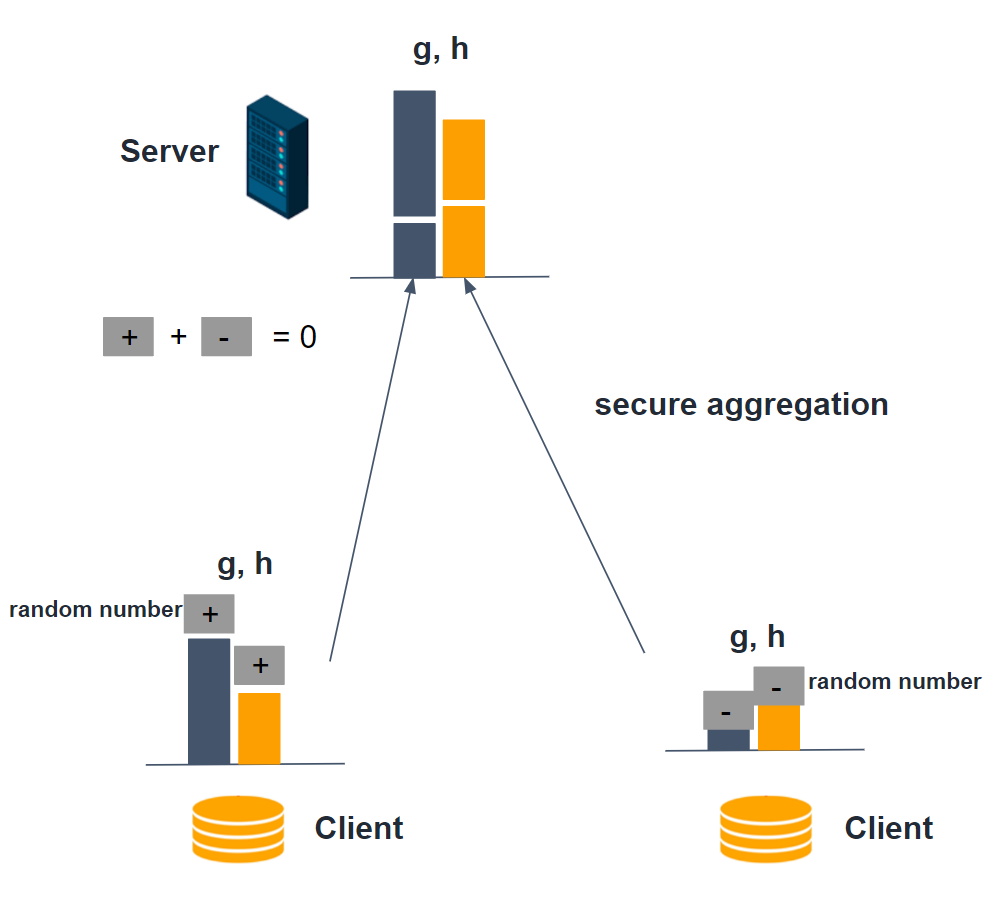 g, h
Server
+ + - = 0
secure aggregation
g, h
random number +
+
g, h
- random number
-
Client
Client